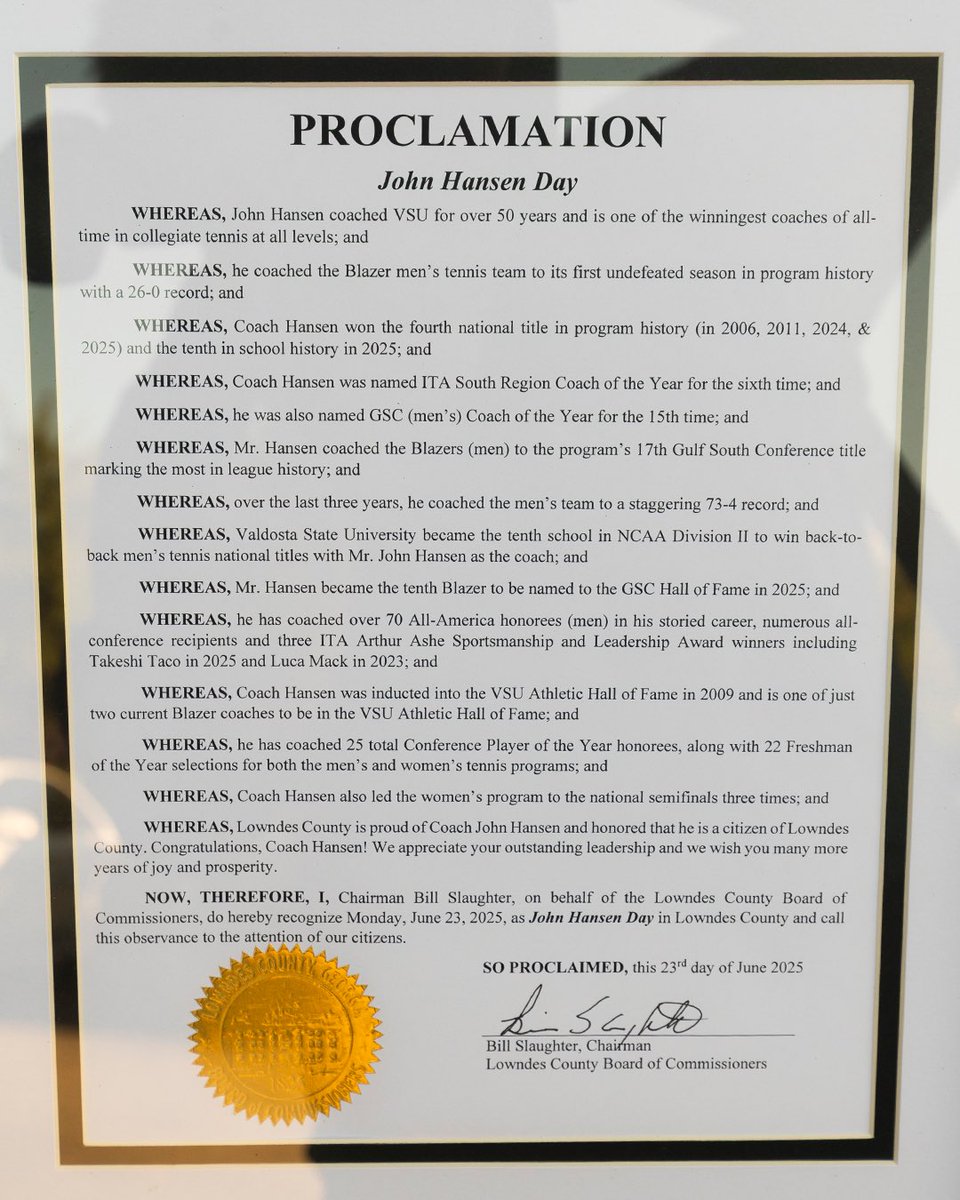 PROCLAMATION
John Hansen Day
WHEREAS, John Hansen coached VSU for over 50 years and is one of the winningest coaches of all-
time in collegiate tennis at all levels; and
WHEREAS, he coached the Blazer men's tennis team to its first undefeated season in program history
with a 26-0 record; and
WHEREAS, Coach Hansen won the fourth national title in program history (in 2006, 2011, 2024, &
2025) and the tenth in school history in 2025; and
WHEREAS, Coach Hansen was named ITA South Region Coach of the Year for the sixth time; and
WHEREAS, he was also named GSC (men's) Coach of the Year for the 15th time; and
WHEREAS, Mr. Hansen coached the Blazers (men) to the program's 17th Gulf South Conference title
marking the most in league history; and
WHEREAS, over the last three years, he coached the men's team to a staggering 73-4 record; and
WHEREAS, Valdosta State University became the tenth school in NCAA Division II to win back-to-
back men's tennis national titles with Mr. John Hansen as the coach; and
WHEREAS, Mr. Hansen became the tenth Blazer to be named to the GSC Hall of Fame in 2025; and
WHEREAS, he has coached over 70 All-America honorees (men) in his storied career, numerous all-
conference recipients and three ITA Arthur Ashe Sportsmanship and Leadership Award winners including
Takeshi Taco in 2025 and Luca Mack in 2023; and
WHEREAS, Coach Hansen was inducted into the VSU Athletic Hall of Fame in 2009 and is one of just
two current Blazer coaches to be in the VSU Athletic Hall of Fame; and
WHEREAS, he has coached 25 total Conference Player of the Year honorees, along with 22 Freshman
of the Year selections for both the men's and women's tennis programs; and
WHEREAS, Coach Hansen also led the women's program to the national semifinals three times; and
WHEREAS, Lowndes County is proud of Coach John Hansen and honored that he is a citizen of Lowndes
County. Congratulations, Coach Hansen! We appreciate your outstanding leadership and we wish you many more
years of joy and prosperity.
NOW, THEREFORE, I, Chairman Bill Slaughter, on behalf of the Lowndes County Board of
Commissioners, do hereby recognize Monday, June 23, 2025, as John Hansen Day in Lowndes County and call
this observance to the attention of our citizens.
SO PROCLAIMED, this 23rd day of June 2025
Bill Slaughter, Chairman
Lowndes County Board of Commissioners
LOWNDES COUNTY GEORGIA
BOARD OF COMMISSIONERS